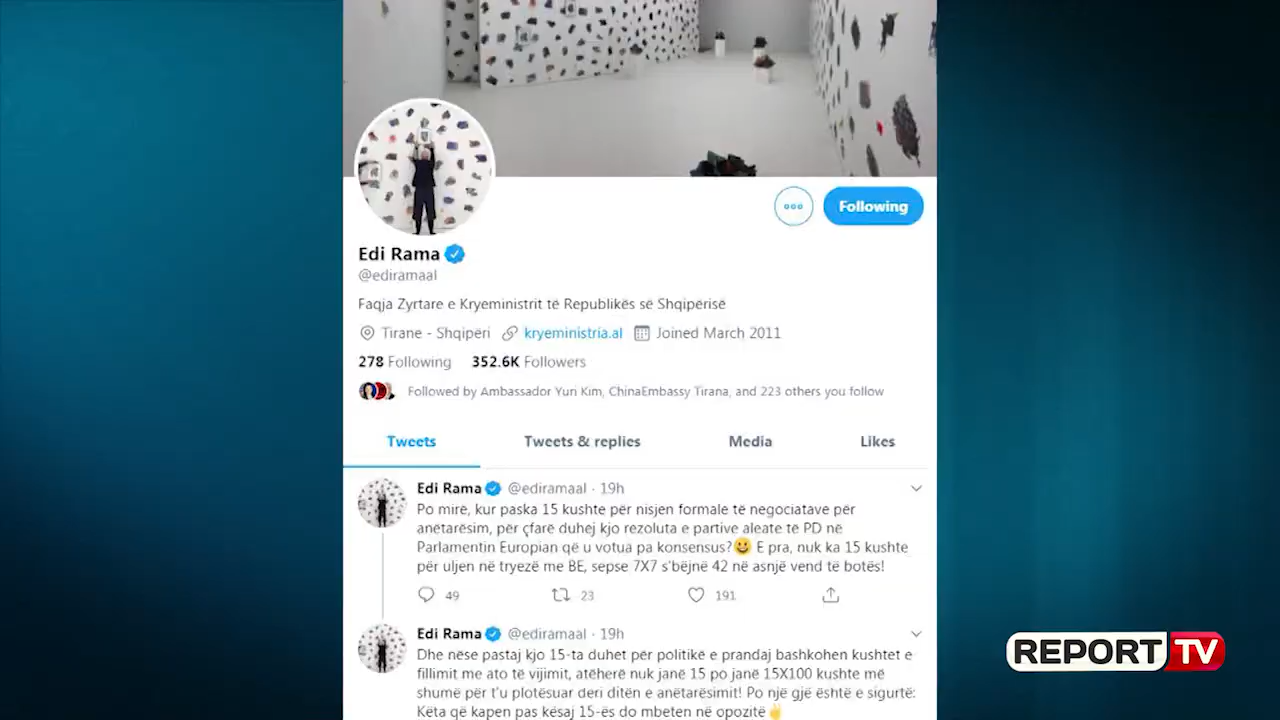 Following
Edi Rama
@ediramaal
Faqja Zyrtare e Kryeministrit të Republikës së Shqipërisë
Tirane - Shqipëri kryeministria.al Joined March 2011
278 Following 352.6K Followers
Followed by Ambassador Yun Kim, ChinaEmbassy Tirana, and 223 others you follow
Tweets Tweets & replies Media Likes
Edi Rama @ediramaal · 19h
Po mirë, kur paska 15 kushte për nisjen formale të negociatave për
anëtarësim, për çfarë duhej kjo rezoluta e partive aleate të PD në
Parlamentin Europian që u votua pa konsensus?😀 E pra, nuk ka 15 kushte
për uljen në tryezë me BE, sepse 7X7 s'bëjnë 42 në asnjë vend të botës!
49 23 191
Edi Rama @ediramaal · 19h
Dhe nëse pastaj kjo 15-ta duhet për politikë e prandaj bashkohen kushtet e
fillimit me ato të vijimit, atëherë nuk janë 15 po janë 15X100 kushte më
shumë për t'u plotësuar deri ditën e anëtarësimit! Po një gjë është e sigurtë:
Këta që kapen pas kësaj 15-ës do mbeten në opozitë✌
REPORT TV